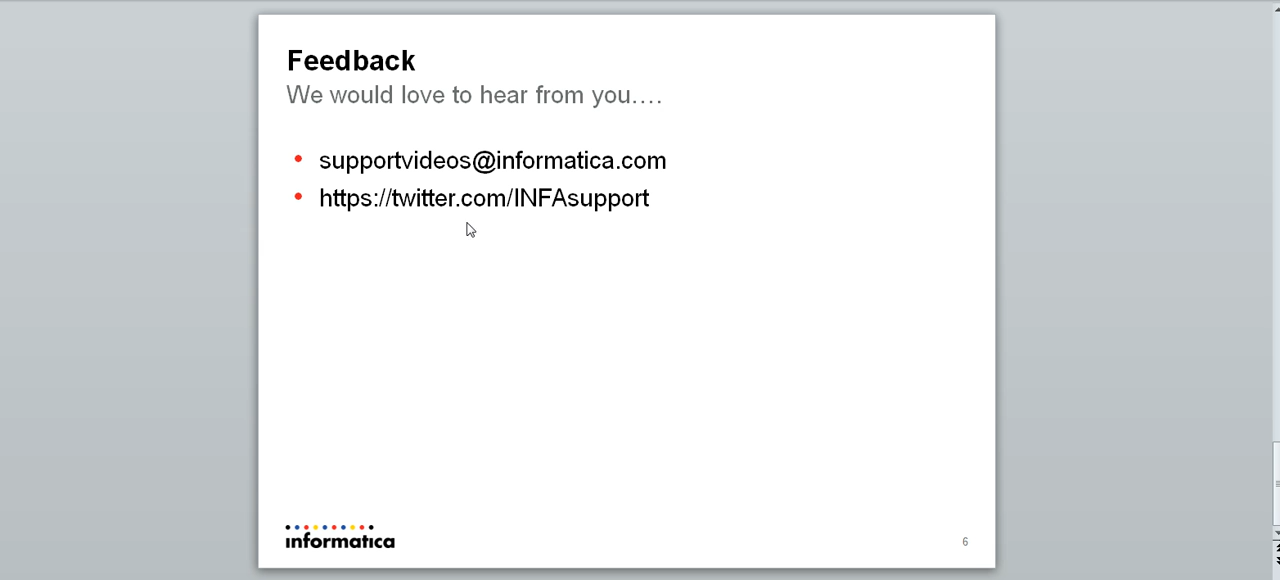 Feedback
We would love to hear from you....
• supportvideos@informatica.com
• https://twitter.com/INFAsupport
informatica
6